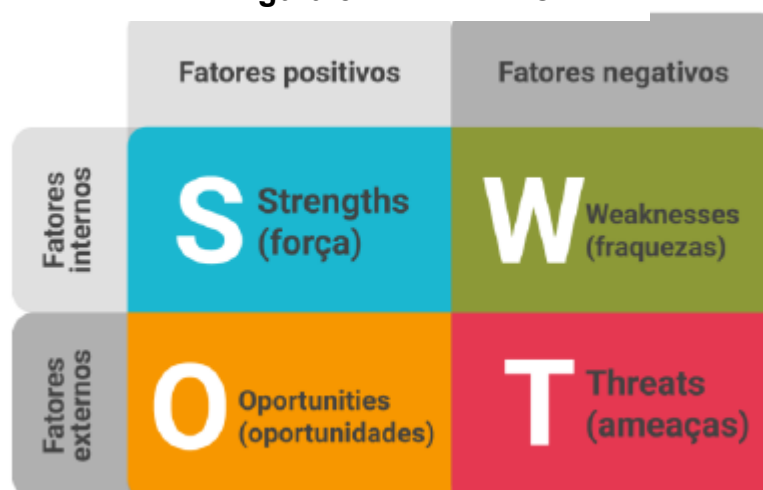 Fatores positivos
Fatores negativos
Fatores
internos
S
Strengths
(força)
W
Weaknesses
(fraquezas)
Fatores
externos
O
Oportunities
(oportunidades)
T
Threats
(ameaças)